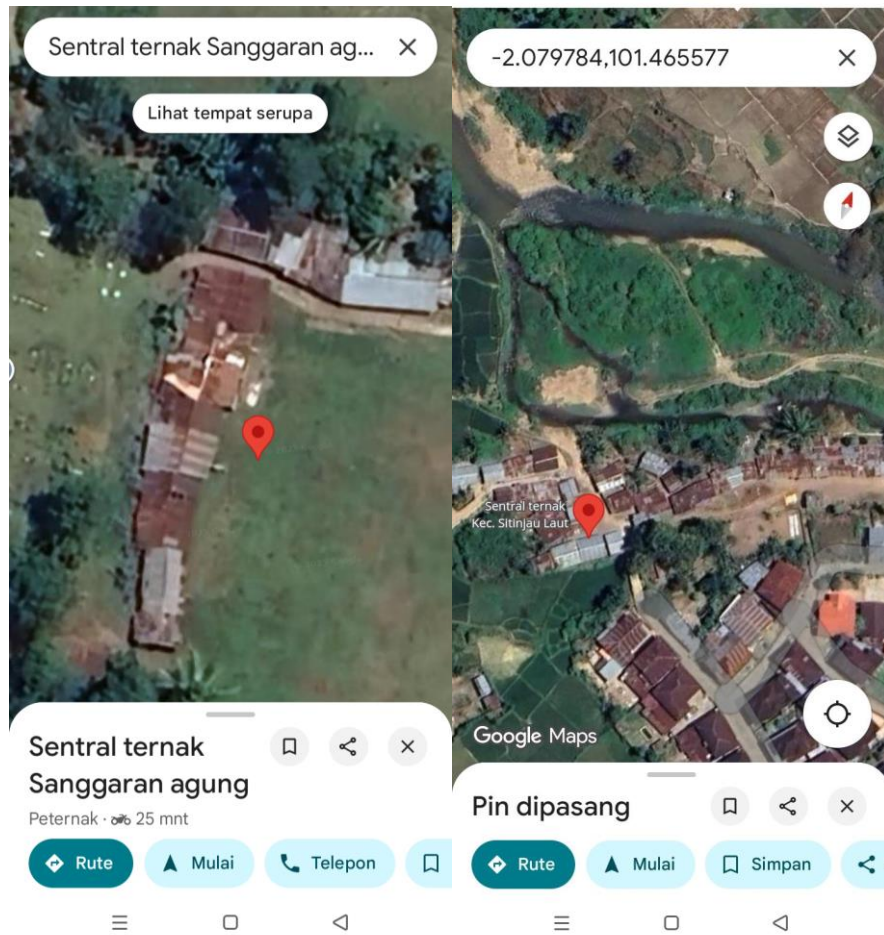 Sentral ternak Sanggaran ag...
Lihat tempat serupa
Sentral ternak
Sanggaran agung
Peternak · 25 mnt
Rute
Mulai
Telepon
-2.079784,101.465577
Sentral ternak
Kec. Sitinjau Laut
Google Maps
Pin dipasang
Rute
Mulai
Simpan